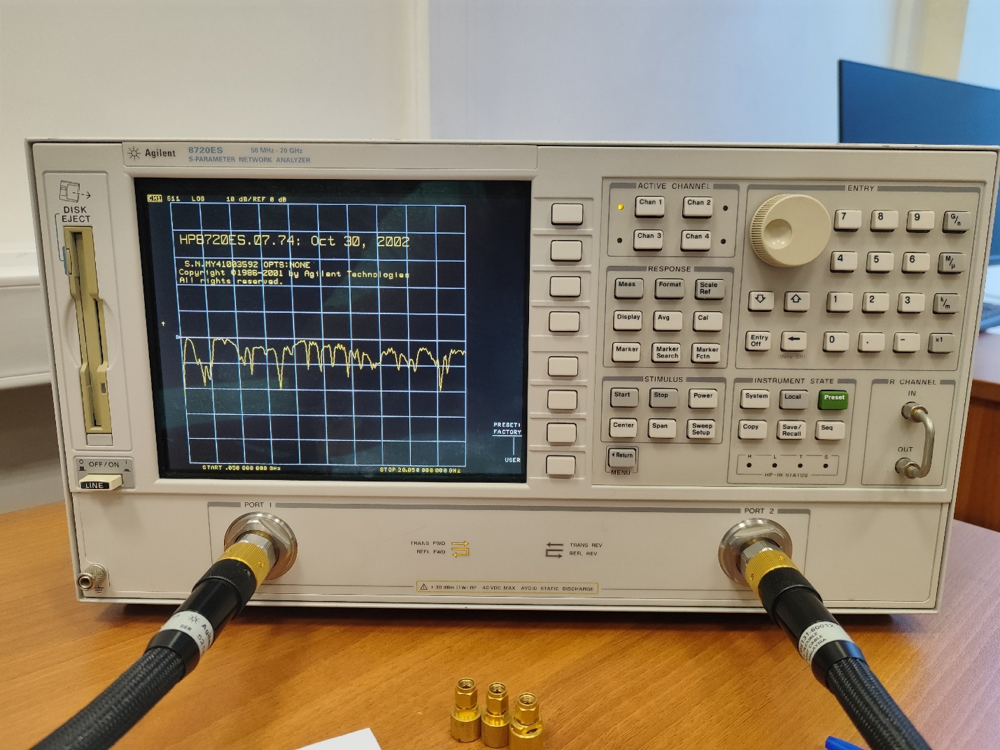 Agilent 8720ES 50 MHz - 20 GHz
S-PARAMETER NETWORK ANALYZER
DISK
EJECT
OFF/ON
LINE
CH1 S11 LOG 10 dB/REF 0 dB
HP8720ES.07.74: Oct 30, 2002
S.N.MY41003592 OPTS:NONE
Copyright ©1986-2001 by Agilent Technologies
All rights reserved.
PRESET:
FACTORY
USER
START .050 000 000 GHz STOP 20.050 000 000 GHz
ACTIVE CHANNEL
Chan 1 Chan 2
Chan 3 Chan 4
RESPONSE
Meas Format Scale Ref
Display Avg Cal
Marker Marker Search Marker Fctn
STIMULUS
Start Stop Power
Center Span Sweep Setup
Return
MENU
ENTRY
7 8 9 G/n
4 5 6 M/µ
1 2 3 k/m
Entry Off 0 . - x1
(Menu Off)
INSTRUMENT STATE
System Local Preset
Copy Save/Recall Seq
R L T S
HP-IB STATUS
R CHANNEL
IN
OUT
PORT 1
TRANS FWD
REFL FWD
TRANS REV
REFL REV
PORT 2
+30 dBm (1W) RF 40 VDC MAX AVOID STATIC DISCHARGE
SER